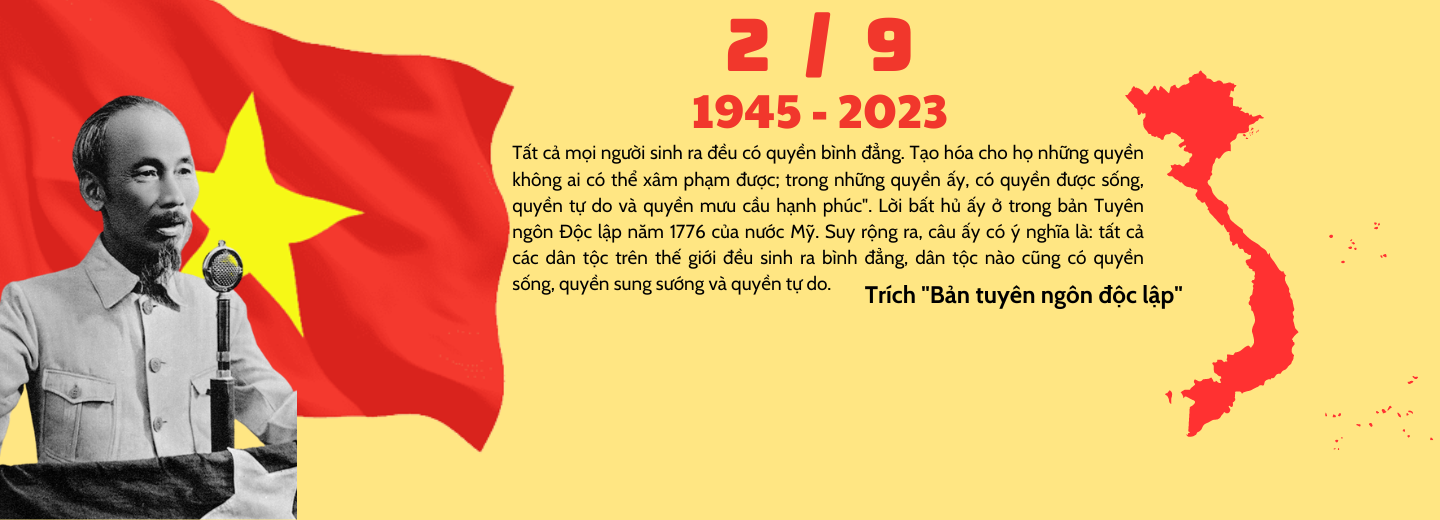 2 / 9
1945 - 2023
Tất cả mọi người sinh ra đều có quyền bình đẳng. Tạo hóa cho họ những quyền
không ai có thể xâm phạm được; trong những quyền ấy, có quyền được sống,
quyền tự do và quyền mưu cầu hạnh phúc". Lời bất hủ ấy ở trong bản Tuyên
ngôn Độc lập năm 1776 của nước Mỹ. Suy rộng ra, câu ấy có ý nghĩa là: tất cả
các dân tộc trên thế giới đều sinh ra bình đẳng, dân tộc nào cũng có quyền
sống, quyền sung sướng và quyền tự do.
Trích "Bản tuyên ngôn độc lập"